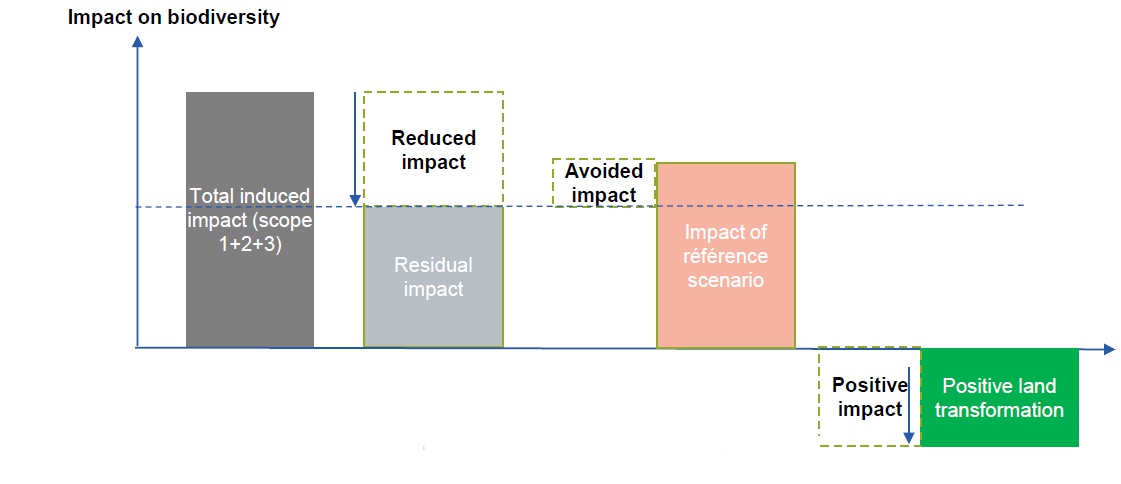 Impact on biodiversity
Total induced
impact (scope
1+2+3)
Reduced
impact
Residual
impact
Avoided
impact
Impact of
référence
scenario
Positive
impact
Positive land
transformation